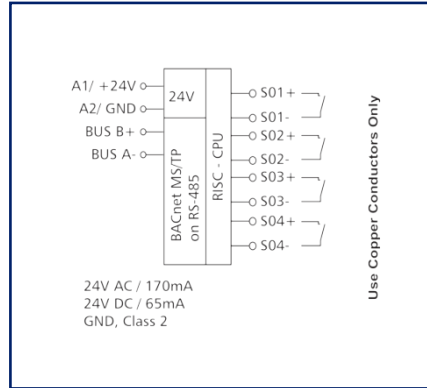 A1/ +24V
A2/ GND
BUS B+
BUS A-
24V
BACnet MS/TP
on RS-485
RISC - CPU
S01+
S01-
S02+
S02-
S03+
S03-
S04+
S04-
Use Copper Conductors Only
24V AC / 170mA
24V DC / 65mA
GND, Class 2